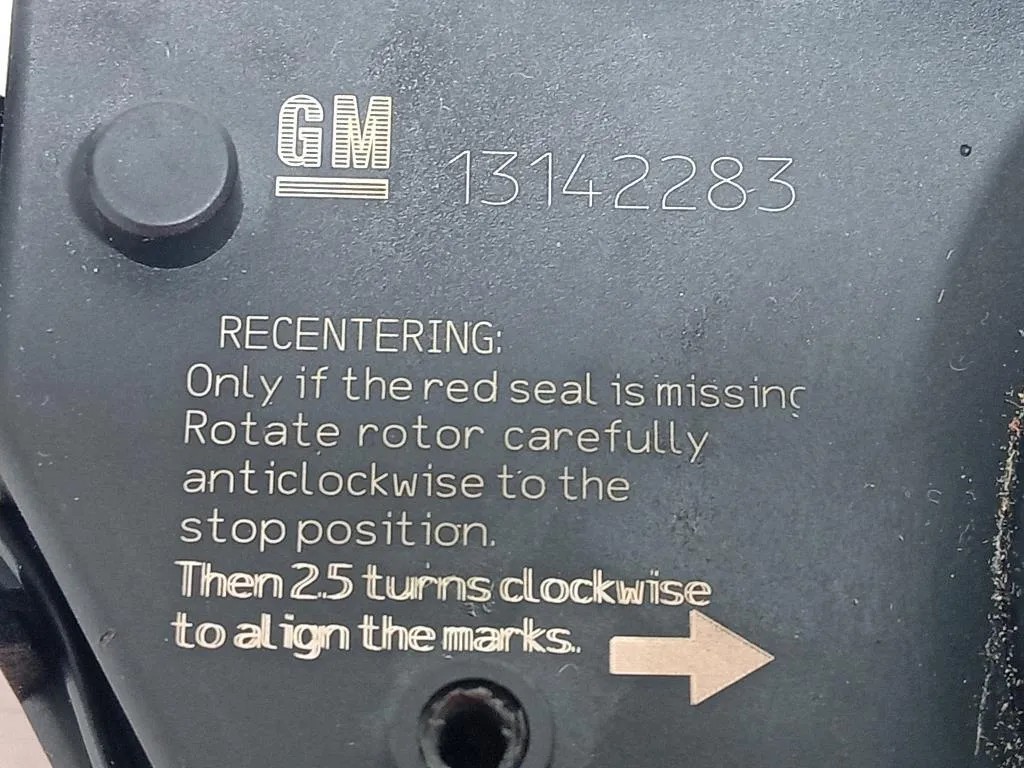 GM 13142283
RECENTERING:
Only if the red seal is missing
Rotate rotor carefully
anticlockwise to the
stop position.
Then 2.5 turns clockwise
to align the marks.